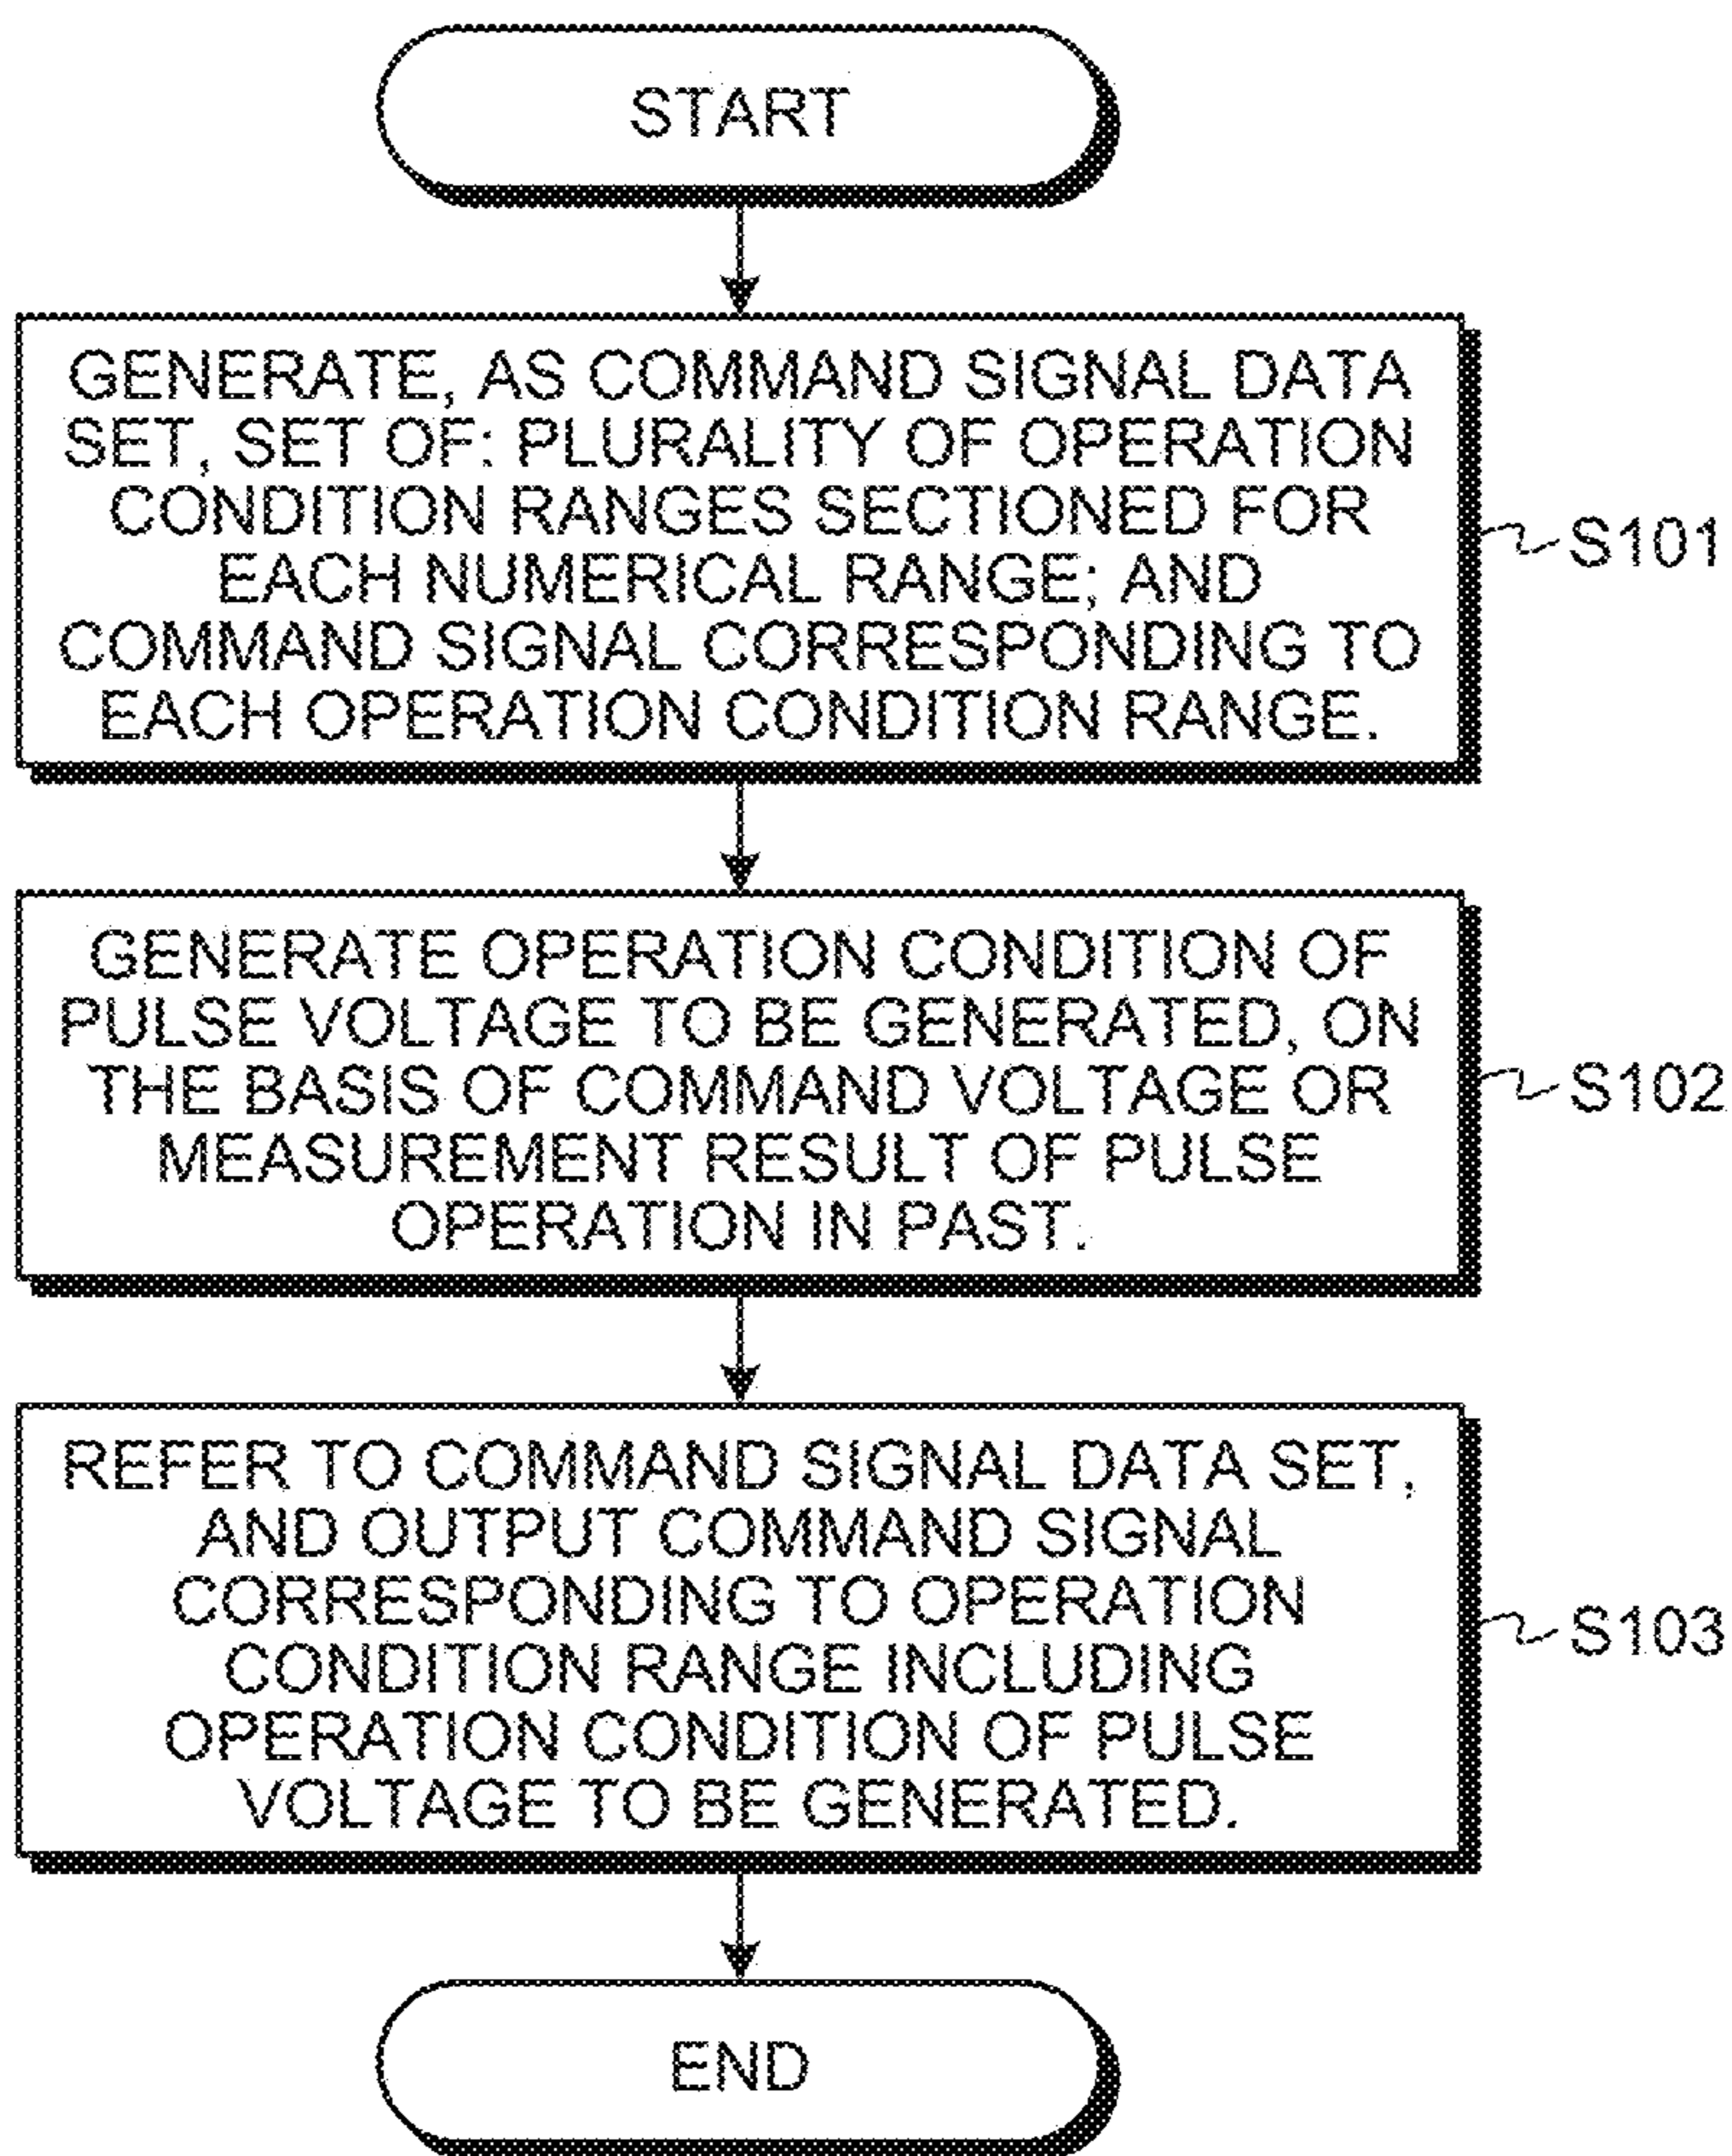 START
GENERATE, AS COMMAND SIGNAL DATA
SET, SET OF: PLURALITY OF OPERATION
CONDITION RANGES SECTIONED FOR
EACH NUMERICAL RANGE; AND
COMMAND SIGNAL CORRESPONDING TO
EACH OPERATION CONDITION RANGE.
S101
GENERATE OPERATION CONDITION OF
PULSE VOLTAGE TO BE GENERATED, ON
THE BASIS OF COMMAND VOLTAGE OR
MEASUREMENT RESULT OF PULSE
OPERATION IN PAST.
S102
REFER TO COMMAND SIGNAL DATA SET,
AND OUTPUT COMMAND SIGNAL
CORRESPONDING TO OPERATION
CONDITION RANGE INCLUDING
OPERATION CONDITION OF PULSE
VOLTAGE TO BE GENERATED.
S103
END